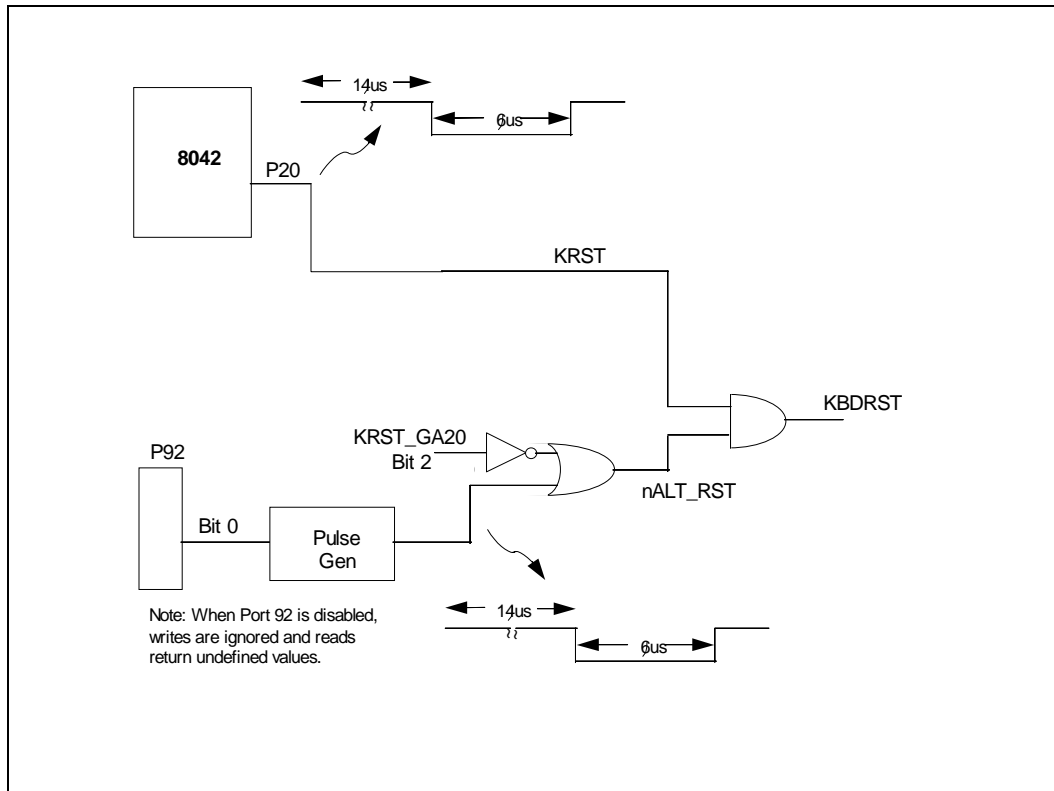 14us
6us
8042
P20
KRST
KBDRST
KRST_GA20
Bit 2
P92
nALT_RST
Bit 0
Pulse
Gen
14us
6us
Note: When Port 92 is disabled,
writes are ignored and reads
return undefined values.